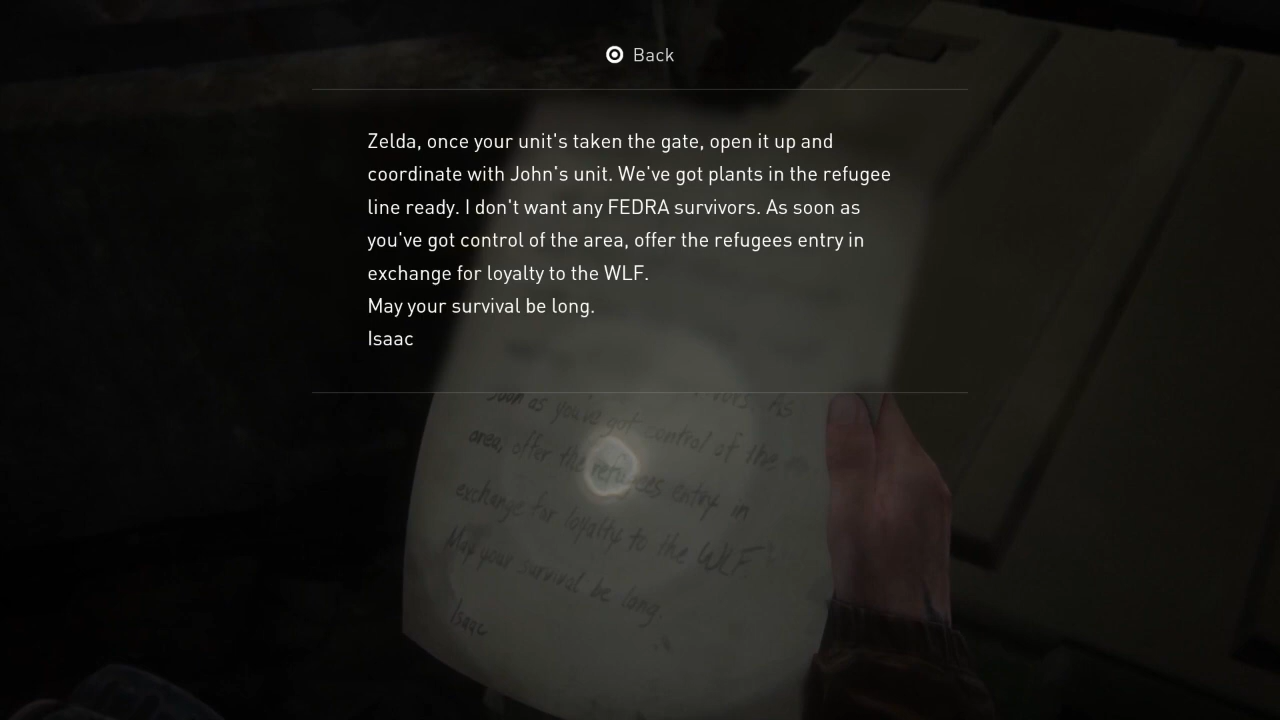 Back
Zelda, once your unit's taken the gate, open it up and
coordinate with John's unit. We've got plants in the refugee
line ready. I don't want any FEDRA survivors. As soon as
you've got control of the area, offer the refugees entry in
exchange for loyalty to the WLF.
May your survival be long.
Isaac
vors. As
soon as you've got control of the
area, offer the refugees entry in
exchange for loyalty to the WLF.
May your survival be long.
Isaac